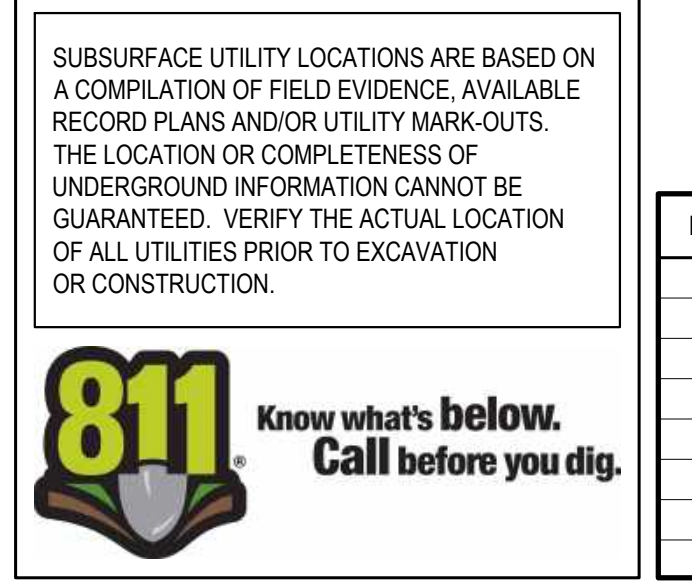 SUBSURFACE UTILITY LOCATIONS ARE BASED ON
A COMPILATION OF FIELD EVIDENCE, AVAILABLE
RECORD PLANS AND/OR UTILITY MARK-OUTS.
THE LOCATION OR COMPLETENESS OF
UNDERGROUND INFORMATION CANNOT BE
GUARANTEED.  VERIFY THE ACTUAL LOCATION
OF ALL UTILITIES PRIOR TO EXCAVATION
OR CONSTRUCTION.
811®
Know what's below.
Call before you dig.